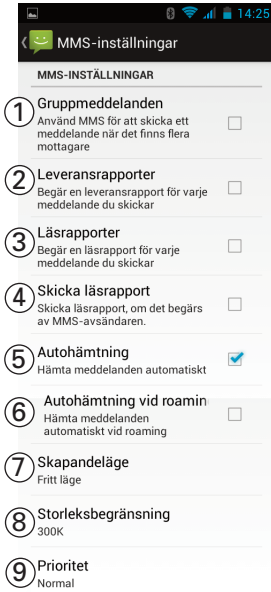 14:25
MMS-inställningar
MMS-INSTÄLLNINGAR
1 Gruppmeddelanden
Använd MMS för att skicka ett
meddelande när det finns flera
mottagare
2 Leveransrapporter
Begär en leveransrapport för varje
meddelande du skickar
3 Läsrapporter
Begär en läsrapport för varje
meddelande du skickar
4 Skicka läsrapport
Skicka läsrapport, om det begärs
av MMS-avsändaren.
5 Autohämtning
Hämta meddelanden automatiskt
6 Autohämtning vid roamin
Hämta meddelanden
automatiskt vid roaming
7 Skapandeläge
Fritt läge
8 Storleksbegränsning
300K
9 Prioritet
Normal